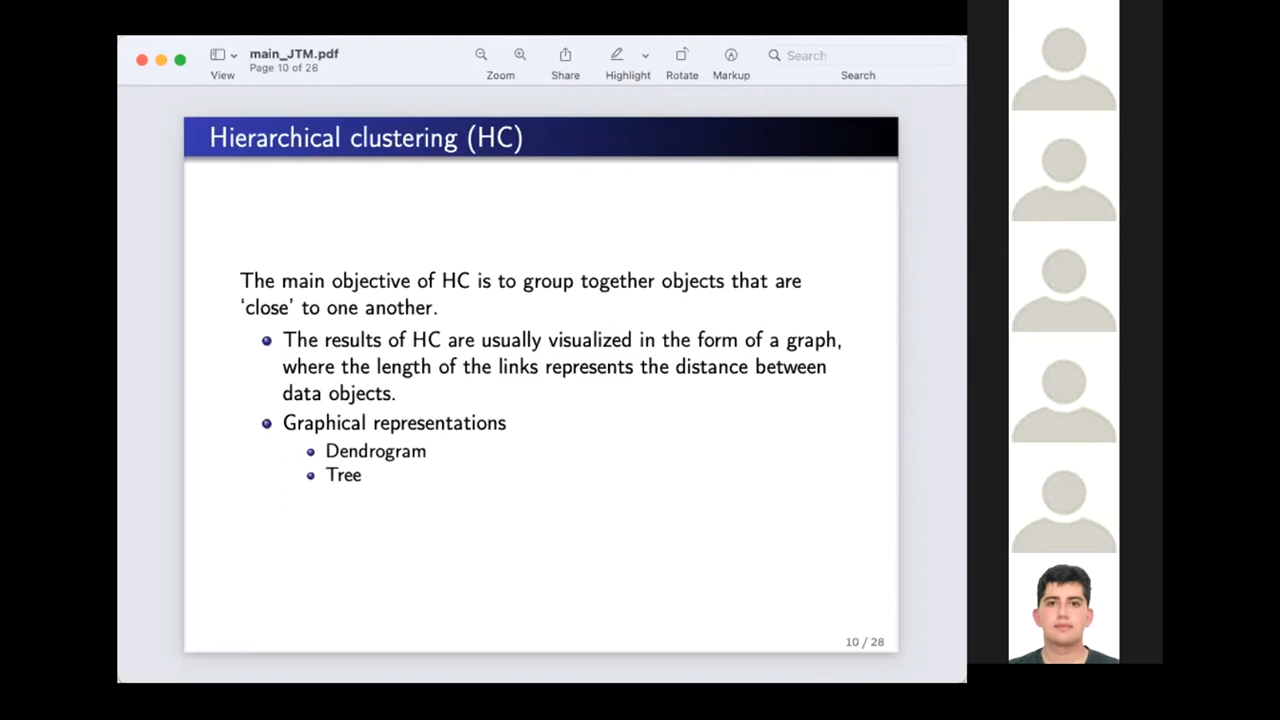 main_JTM.pdf
Page 10 of 28
View
Zoom
Share
Highlight
Rotate
Markup
Search
Search
Hierarchical clustering (HC)
The main objective of HC is to group together objects that are
‘close’ to one another.
The results of HC are usually visualized in the form of a graph,
where the length of the links represents the distance between
data objects.
Graphical representations
Dendrogram
Tree
10 / 28